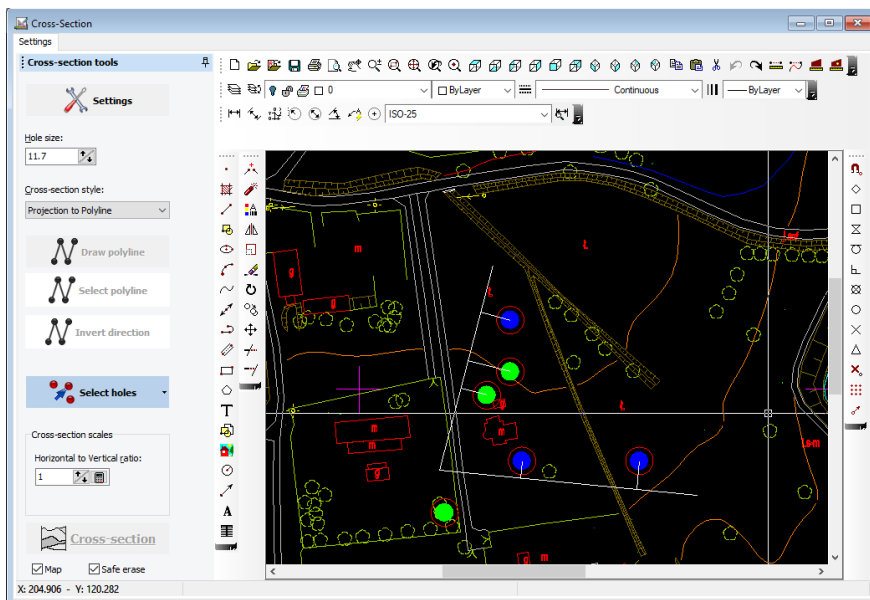 Cross-Section
Settings
Cross-section tools
Settings
Hole size:
11.7
Cross-section style:
Projection to Polyline
Draw polyline
Select polyline
Invert direction
Select holes
Cross-section scales
Horizontal to Vertical ratio:
1
Cross-section
Map
Safe erase
X: 204.906 - Y: 120.282
0
ByLayer
Continuous
ByLayer
ISO-25
T
A
m
g
g
m
m
g
g
m
g
m